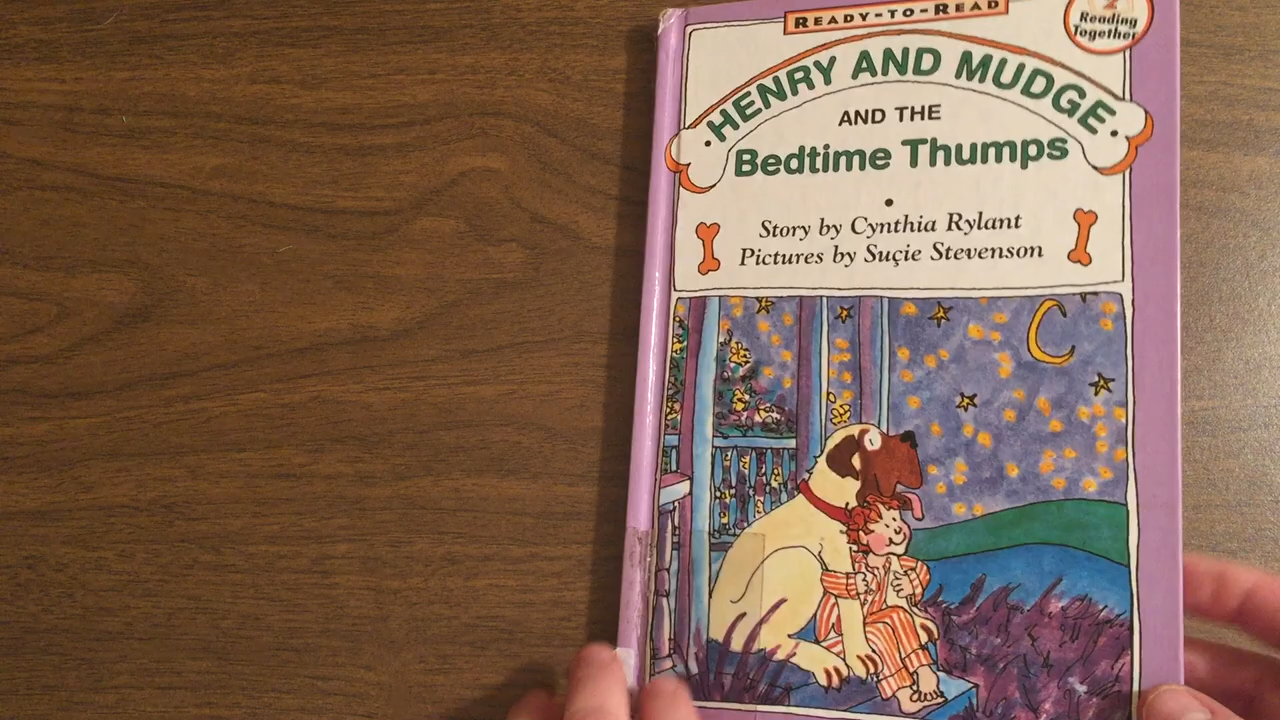 READY-TO-READ
2
Reading
Together
HENRY AND MUDGE
AND THE
Bedtime Thumps
Story by Cynthia Rylant
Pictures by Suçie Stevenson